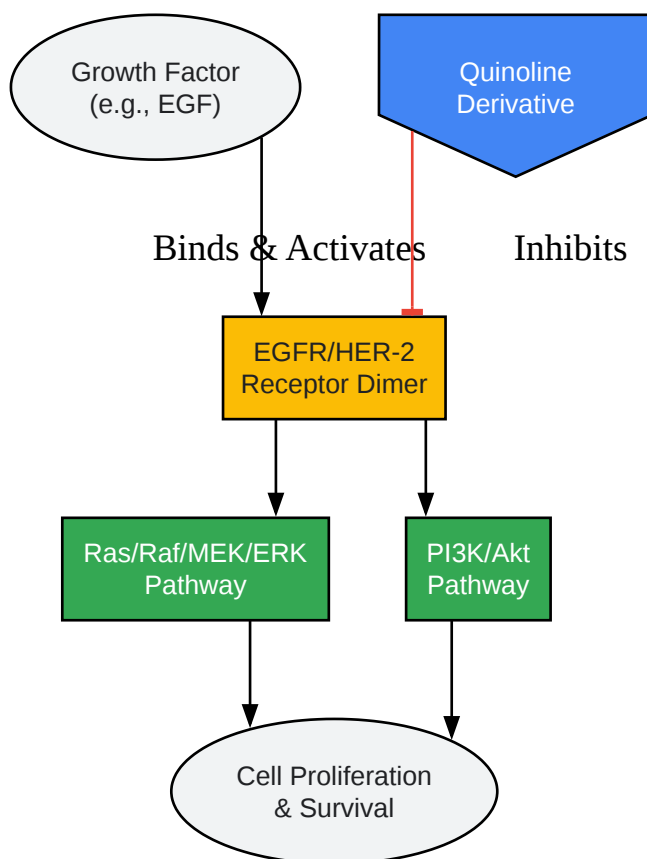 Growth Factor
(e.g., EGF)
Quinoline
Derivative
Binds & Activates
Inhibits
EGFR/HER-2
Receptor Dimer
Ras/Raf/MEK/ERK
Pathway
PI3K/Akt
Pathway
Cell Proliferation
& Survival